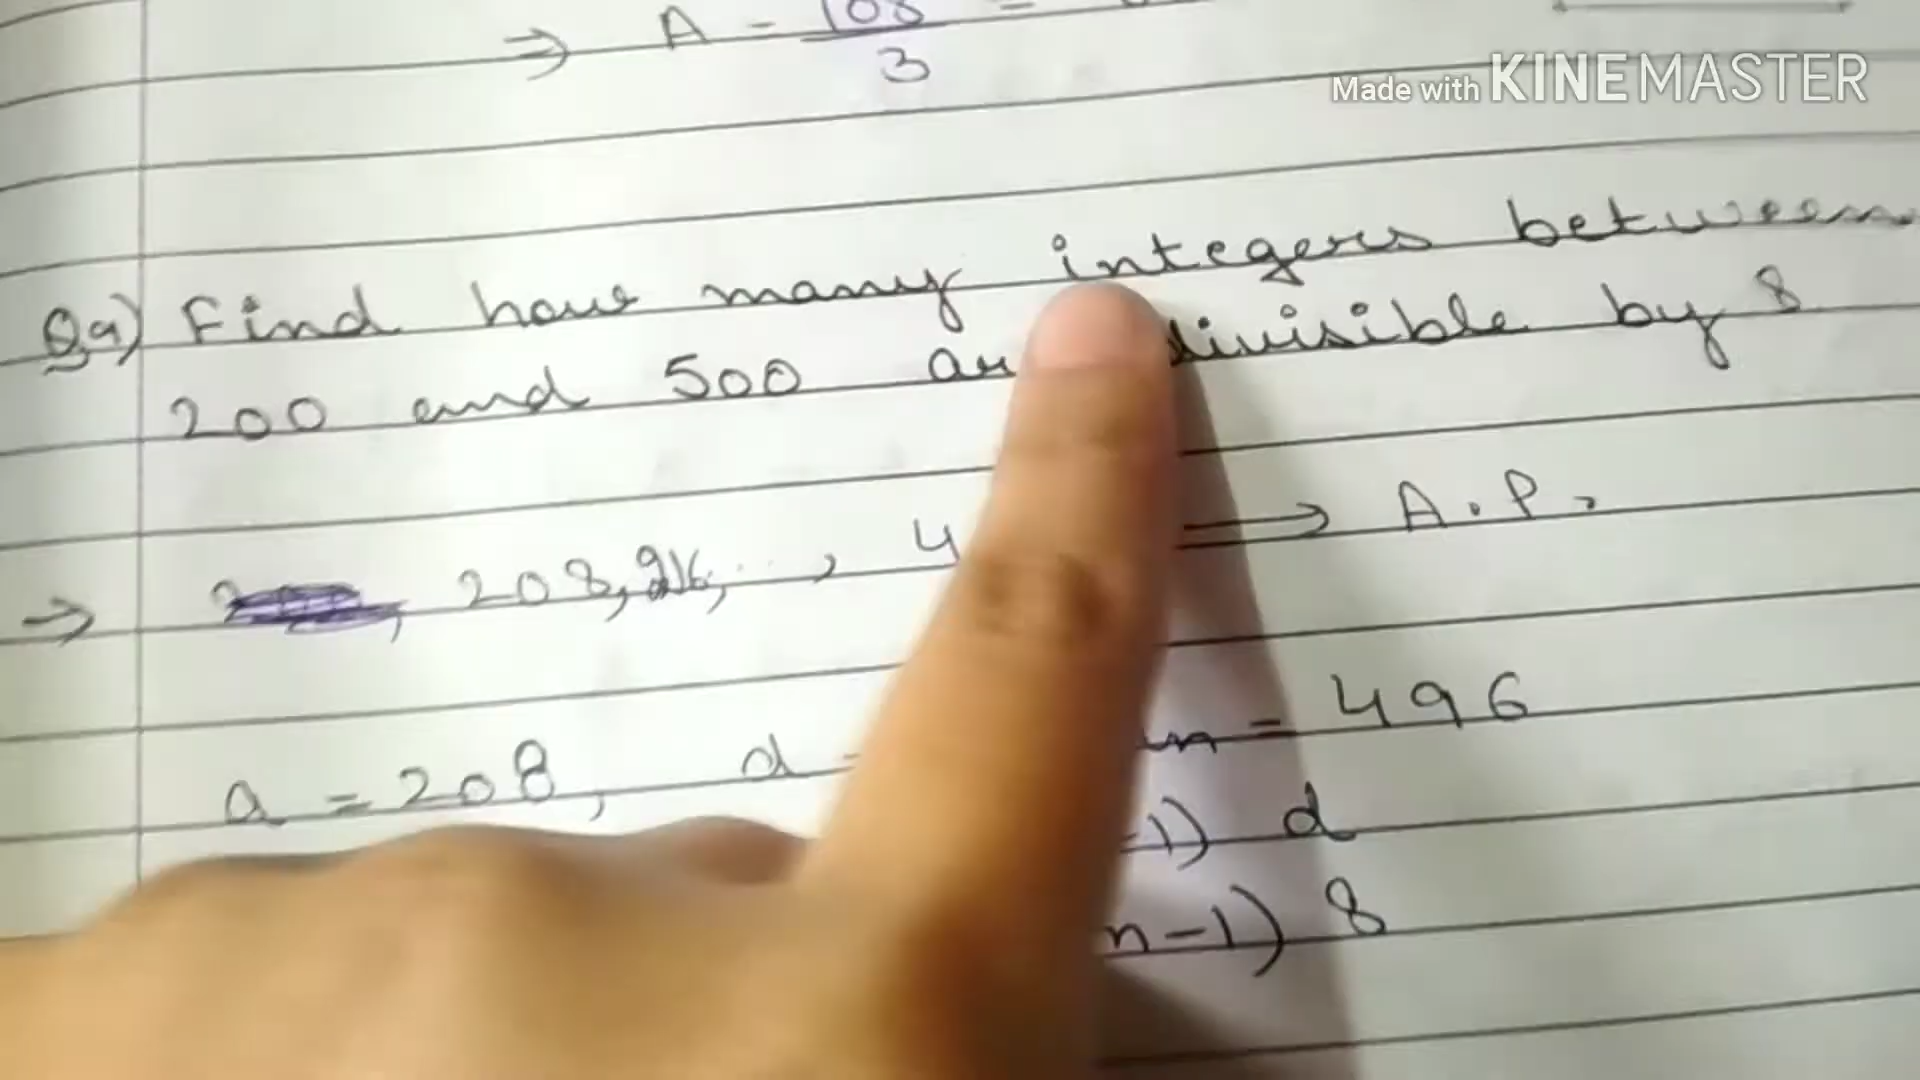 ⇒ A = 108/3 =
Made with KINEMASTER
Q9) Find how many integers between
200 and 500 ar divisible by 8
→ 208, 216, ..., 4 ⇒ A.P.
a = 208, d = n = 496
-1) d
n-1) 8